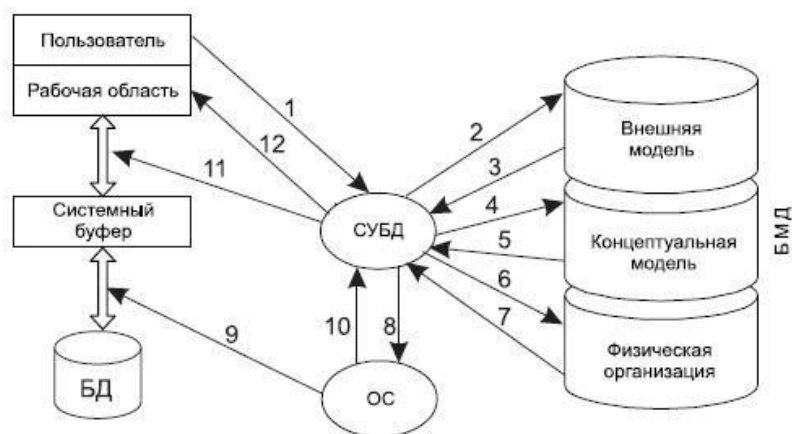 Пользователь
Рабочая область
1
2
12
3
11
4
Системный
буфер
СУБД
5
6
7
10
8
9
БД
ОС
Внешняя
модель
Концептуальная
модель
Физическая
организация
БМД